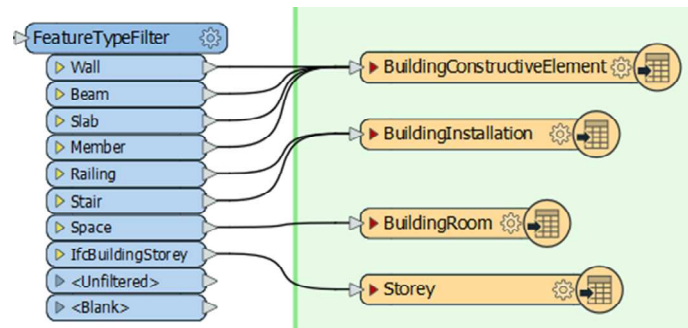 FeatureTypeFilter
Wall
Beam
Slab
Member
Railing
Stair
Space
IfcBuildingStorey
<Unfiltered>
<Blank>
BuildingConstructiveElement
BuildingInstallation
BuildingRoom
Storey